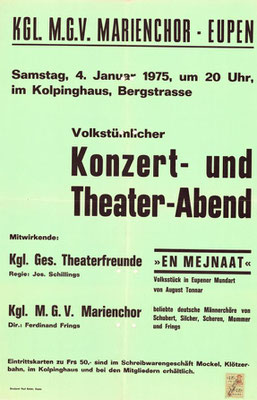 KGL. M.G.V. MARIENCHOR - EUPEN
Samstag, 4. Januar 1975, um 20 Uhr,
im Kolpinghaus, Bergstrasse
Volkstümlicher
Konzert- und
Theater-Abend
Mitwirkende:
Kgl. Ges. Theaterfreunde
Regie: Jos. Schillings
»EN MEJNAAT«
Volksstück in Eupener Mundart
von August Tonnar
Kgl. M. G. V. Marienchor
Dir.: Ferdinand Frings
beliebte deutsche Männerchöre von
Schubert, Silcher, Scheren, Mommer
und Frings
Eintrittskarten zu Frs 50,- sind im Schreibwarengeschäft Mockel, Klötzer-
bahn, im Kolpinghaus und bei den Mitgliedern erhältlich.